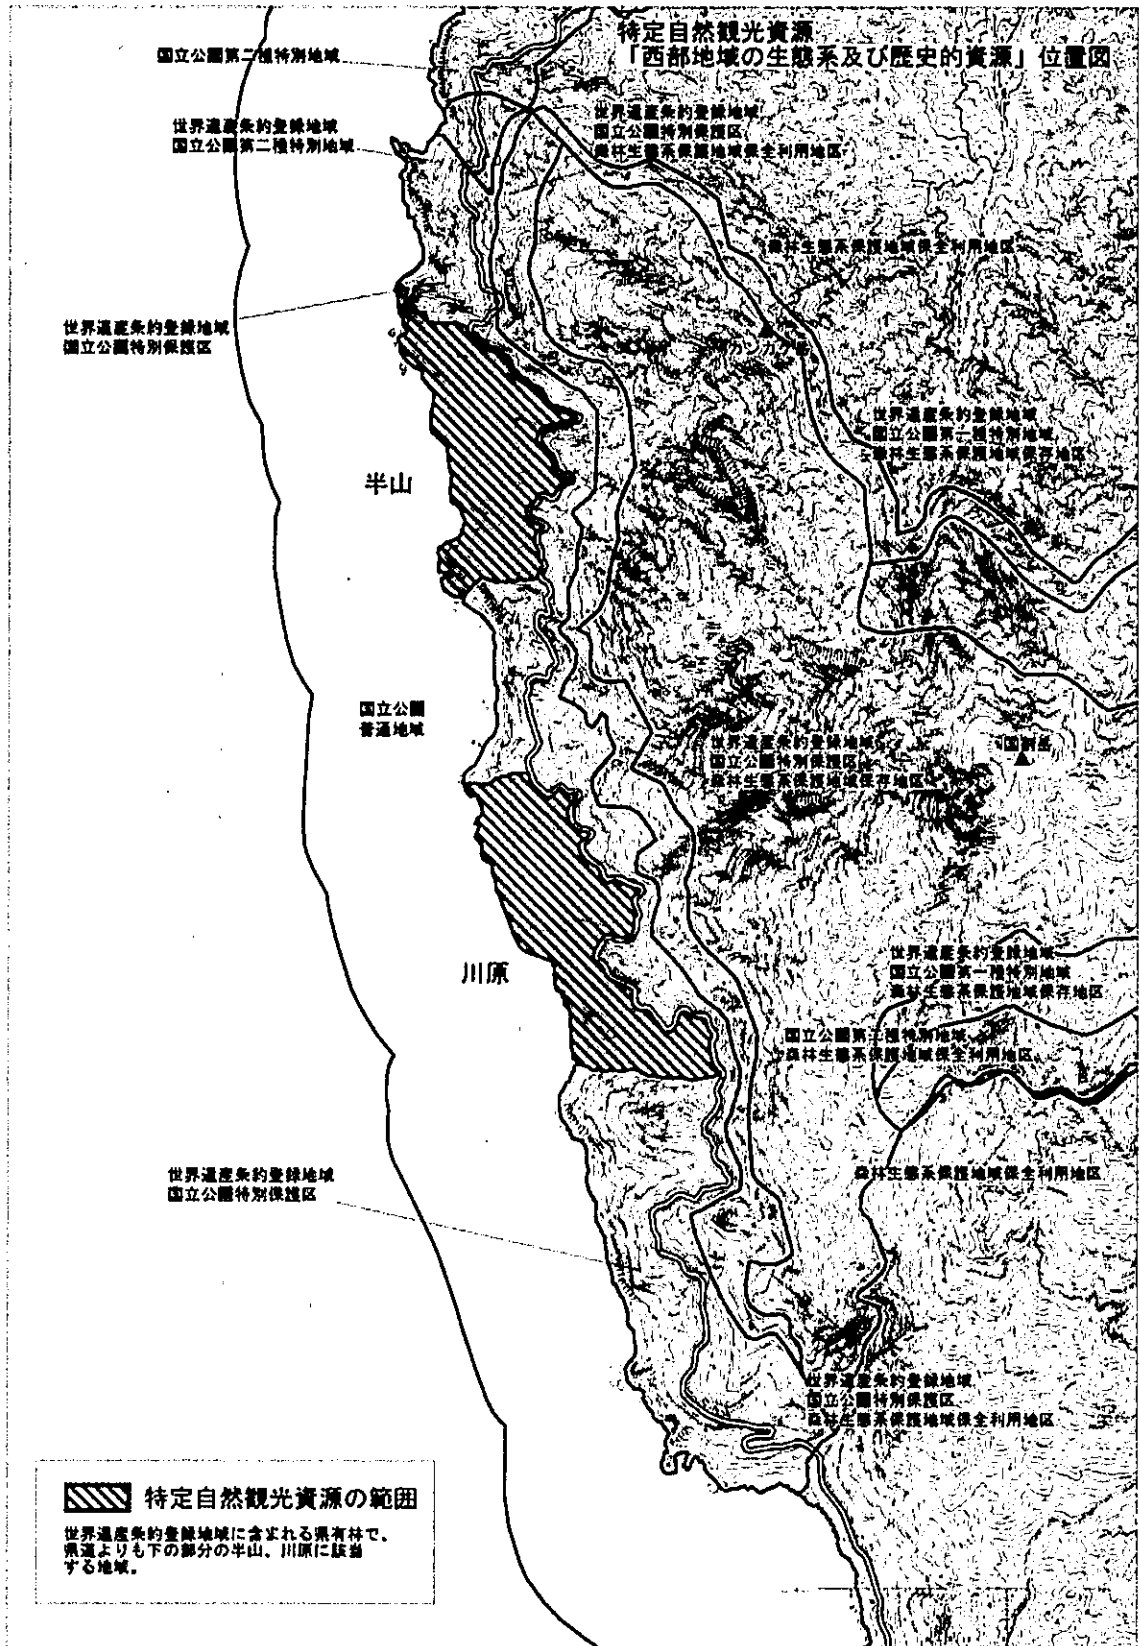 特定自然観光資源
「西部地域の生態系及び歴史的資源」位置図
国立公園第二種特別地域
世界遺産条約登録地域
国立公園第二種特別地域
世界遺産条約登録地域
国立公園特別保護区
森林生態系保護地域保全利用地区
森林生態系保護地域保全利用地区
世界遺産条約登録地域
国立公園特別保護区
世界遺産条約登録地域
国立公園第一種特別地域
森林生態系保護地域保存地区
半山
国立公園
普通地域
世界遺産条約登録地域
国立公園特別保護区
森林生態系保護地域保存地区
国割岳
川原
世界遺産条約登録地域
国立公園第一種特別地域
森林生態系保護地域保存地区
国立公園第二種特別地域
森林生態系保護地域保全利用地区
世界遺産条約登録地域
国立公園特別保護区
森林生態系保護地域保全利用地区
世界遺産条約登録地域
国立公園特別保護区
森林生態系保護地域保全利用地区
特定自然観光資源の範囲
世界遺産条約登録地域に含まれる県有林で、
県道よりも下の部分の半山、川原に該当
する地域。